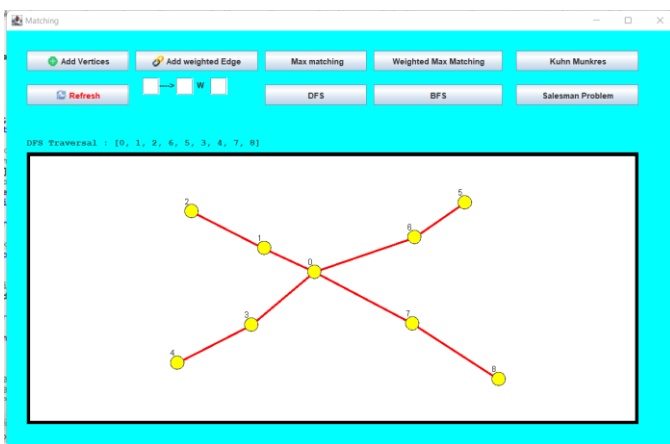 Matching
Add Vertices Add weighted Edge Max matching Weighted Max Matching Kuhn Munkres
Refresh ---> W DFS BFS Salesman Problem
DFS Traversal : [0, 1, 2, 6, 5, 3, 4, 7, 8]
2
5
1
6
0
3
7
4
8